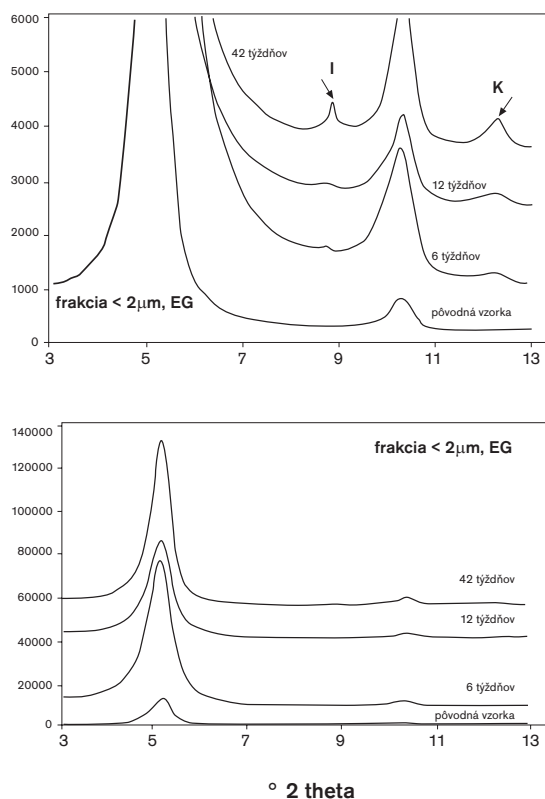 6000
5000
4000
3000
2000
1000
0
42 týždňov
I
K
12 týždňov
6 týždňov
frakcia < 2μm, EG
pôvodná vzorka
3 5 7 9 11 13
140000
120000
100000
80000
60000
40000
20000
0
frakcia < 2μm, EG
42 týždňov
12 týždňov
6 týždňov
pôvodná vzorka
3 5 7 9 11 13
° 2 theta